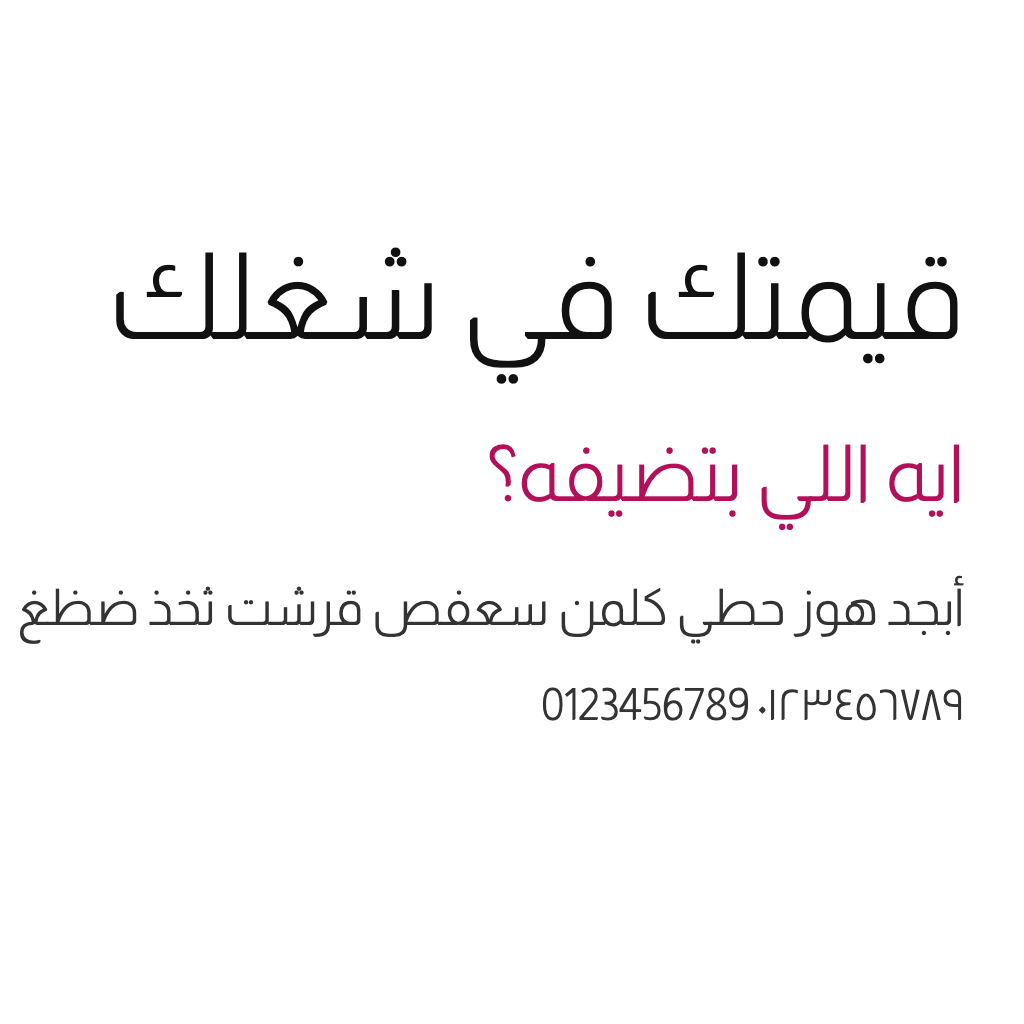 قيمتك في شغلك
ايه اللي بتضيفه؟
أبجد هوز حطي كلمن سعفص قرشت ثخذ ضظغ
٠١٢٣٤٥٦٧٨٩ 0123456789